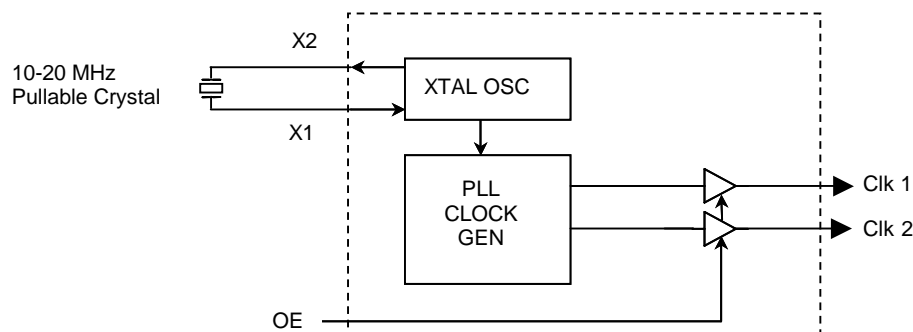 X2
10-20 MHz
Pullable Crystal
XTAL OSC
X1
PLL
CLOCK
GEN
Clk 1
Clk 2
OE